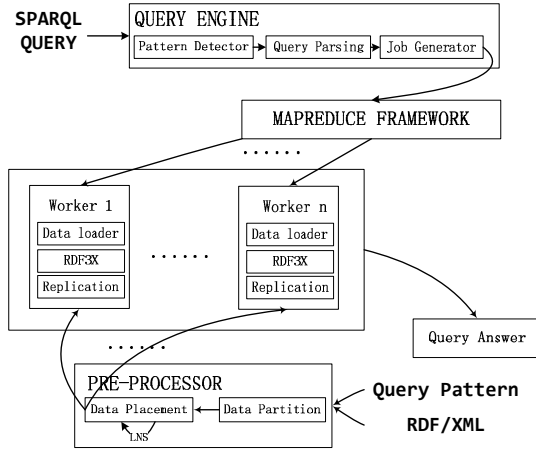 SPARQL
QUERY
QUERY ENGINE
Pattern Detector
Query Parsing
Job Generator
MAPREDUCE FRAMEWORK
......
Worker 1
Data loader
RDF3X
Replication
......
Worker n
Data loader
RDF3X
Replication
Query Answer
......
PRE-PROCESSOR
Data Placement
Data Partition
LNS
Query Pattern
RDF/XML